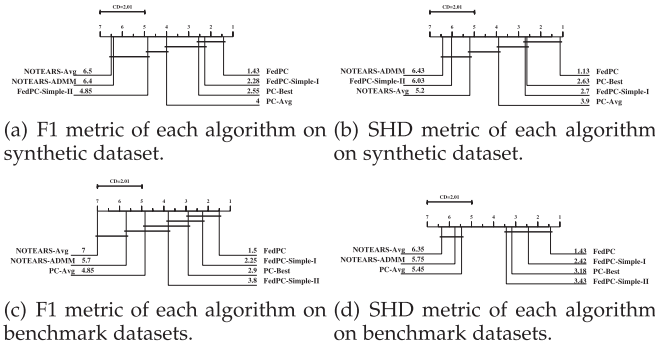 CD=2.01
7 6 5 4 3 2 1
NOTEARS-Avg 6.5
NOTEARS-ADMM 6.4
FedPC-Simple-II 4.85
1.43 FedPC
2.28 FedPC-Simple-I
2.55 PC-Best
4 PC-Avg
(a) F1 metric of each algorithm on synthetic dataset.
CD=2.01
7 6 5 4 3 2 1
NOTEARS-ADMM 6.43
FedPC-Simple-II 6.03
NOTEARS-Avg 5.2
1.13 FedPC
2.63 PC-Best
2.7 FedPC-Simple-I
3.9 PC-Avg
(b) SHD metric of each algorithm on synthetic dataset.
CD=2.01
7 6 5 4 3 2 1
NOTEARS-Avg 7
NOTEARS-ADMM 5.7
PC-Avg 4.85
1.5 FedPC
2.25 FedPC-Simple-I
2.9 PC-Best
3.8 FedPC-Simple-II
(c) F1 metric of each algorithm on benchmark datasets.
CD=2.01
7 6 5 4 3 2 1
NOTEARS-Avg 6.35
NOTEARS-ADMM 5.75
PC-Avg 5.45
1.43 FedPC
2.42 FedPC-Simple-I
3.18 PC-Best
3.43 FedPC-Simple-II
(d) SHD metric of each algorithm on benchmark datasets.